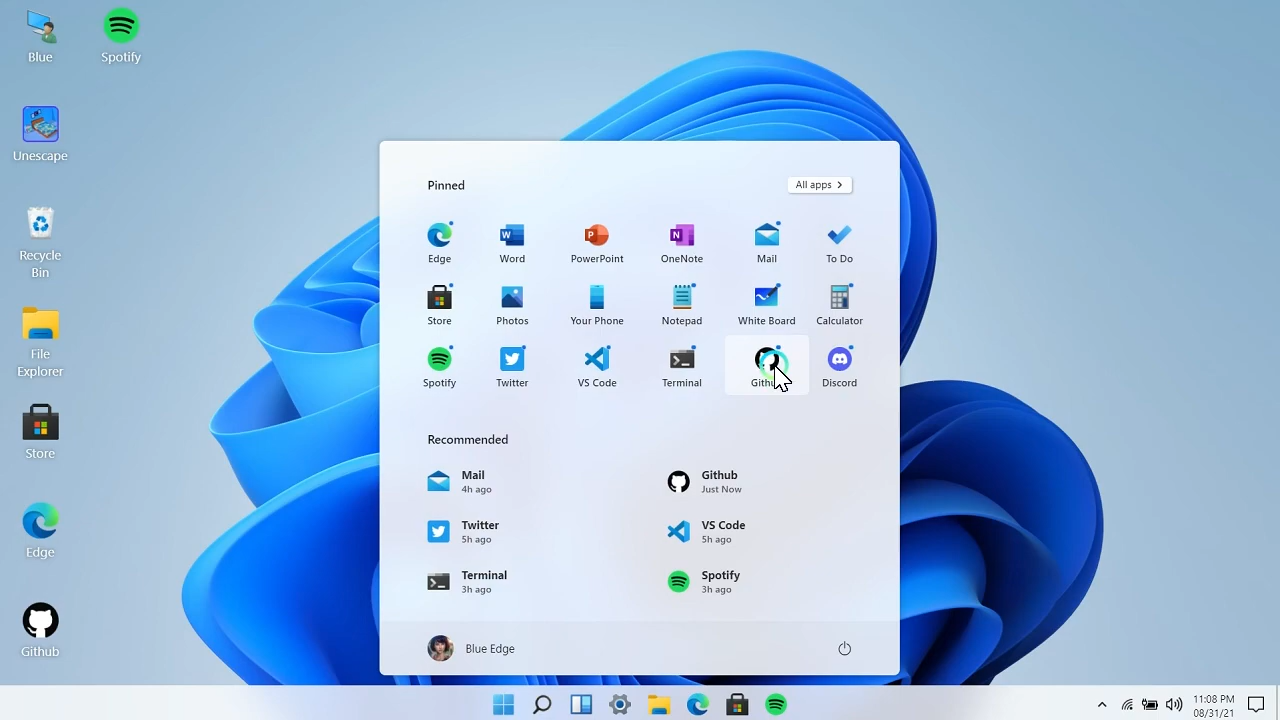 Blue
Spotify
Unescape
Recycle
Bin
File
Explorer
Store
Edge
Github
Pinned
All apps
Edge
Word
PowerPoint
OneNote
Mail
To Do
Store
Photos
Your Phone
Notepad
White Board
Calculator
Spotify
Twitter
VS Code
Terminal
Discord
Recommended
Mail
4h ago
Github
Just Now
Twitter
5h ago
VS Code
5h ago
Terminal
3h ago
Spotify
3h ago
Blue Edge
11:08 PM
08/31/21